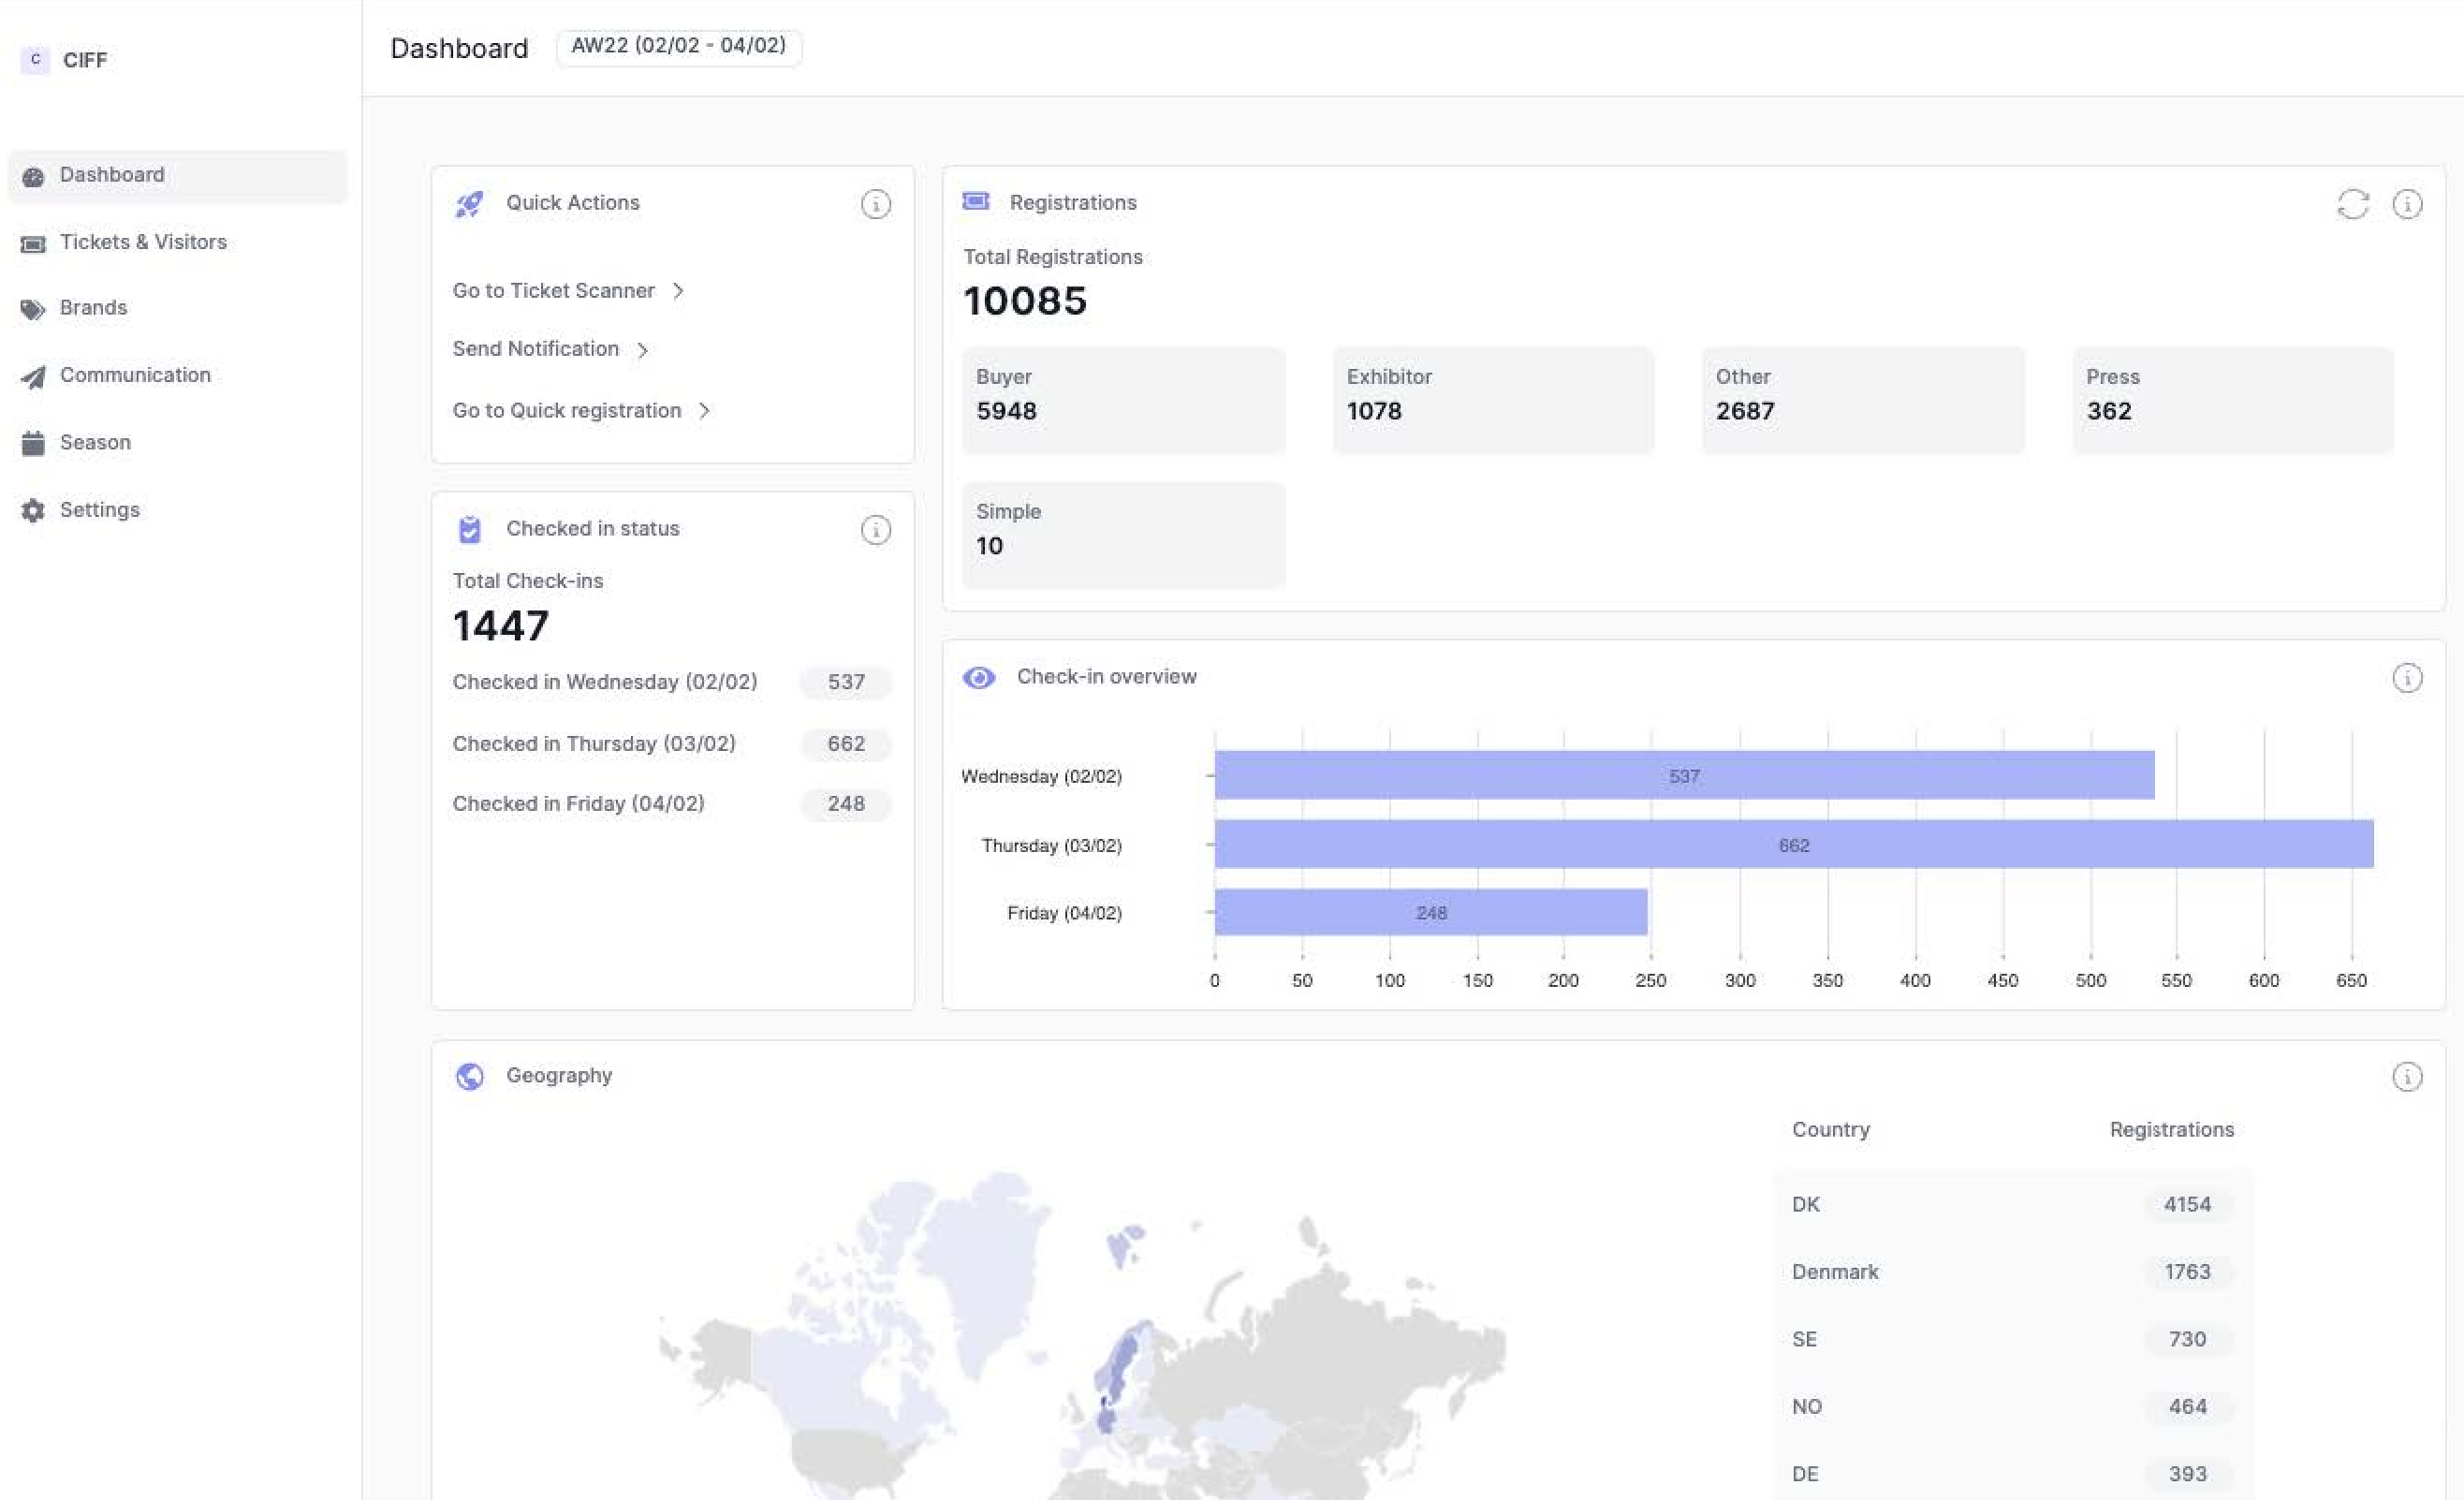 C CIFF
Dashboard AW22 (02/02 - 04/02)
Dashboard
Tickets & Visitors
Brands
Communication
Season
Settings
Quick Actions
Go to Ticket Scanner
Send Notification
Go to Quick registration
Registrations
Total Registrations
10085
Buyer
5948
Exhibitor
1078
Other
2687
Press
362
Simple
10
Checked in status
Total Check-ins
1447
Checked in Wednesday (02/02) 537
Checked in Thursday (03/02) 662
Checked in Friday (04/02) 248
Check-in overview
Wednesday (02/02) 537
Thursday (03/02) 662
Friday (04/02) 248
0 50 100 150 200 250 300 350 400 450 500 550 600 650
Geography
Country Registrations
DK 4154
Denmark 1763
SE 730
NO 464
DE 393